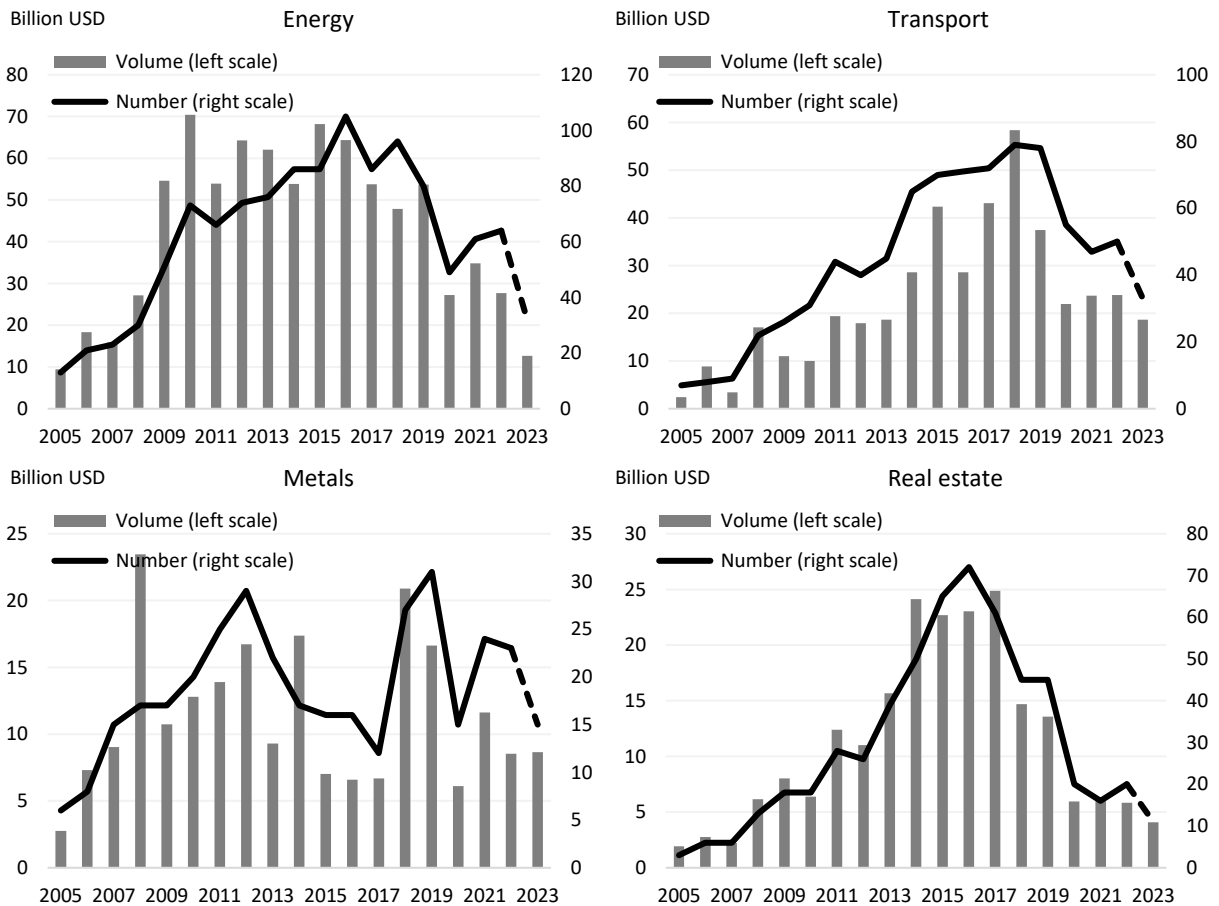 Billion USD Energy
Volume (left scale)
Number (right scale)
80 120
70 100
60
50 80
40 60
30
40
20
20
10
0 0
2005 2007 2009 2011 2013 2015 2017 2019 2021 2023
Billion USD Transport
Volume (left scale)
Number (right scale)
70 100
60
80
50
40 60
30
40
20
20
10
0 0
2005 2007 2009 2011 2013 2015 2017 2019 2021 2023
Billion USD Metals
Volume (left scale)
Number (right scale)
25 35
30
20
25
15 20
15
10
10
5
5
0 0
2005 2007 2009 2011 2013 2015 2017 2019 2021 2023
Billion USD Real estate
Volume (left scale)
Number (right scale)
30 80
70
25
60
20
50
15 40
30
10
20
5
10
0 0
2005 2007 2009 2011 2013 2015 2017 2019 2021 2023